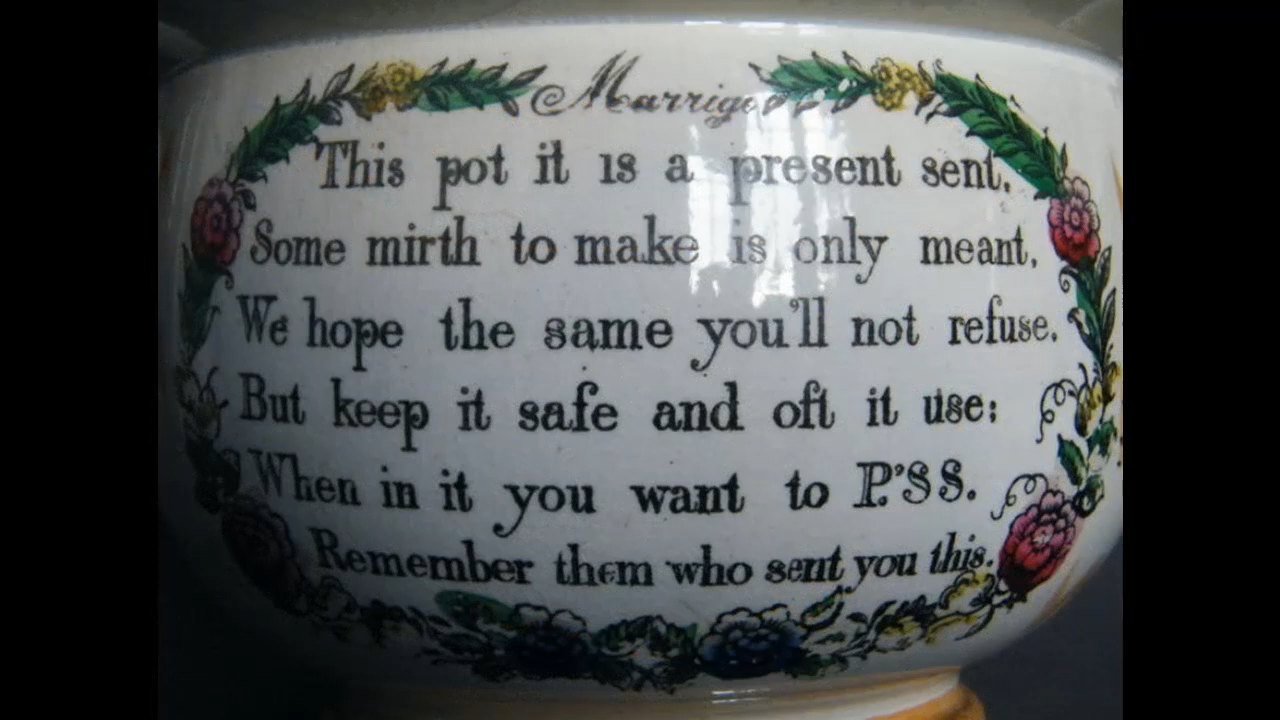 Marrige
This pot it is a present sent,
Some mirth to make is only meant,
We hope the same you'll not refuse.
But keep it safe and oft it use:
When in it you want to P'SS.
Remember them who sent you this.